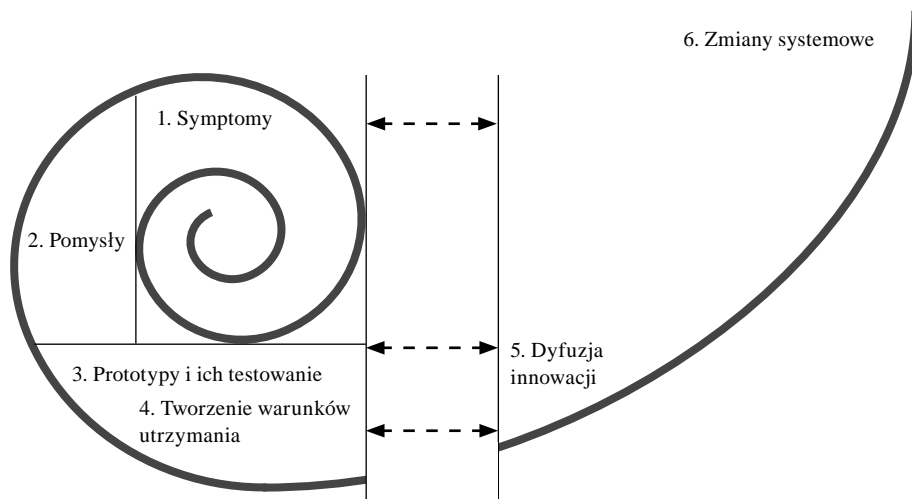 6. Zmiany systemowe
1. Symptomy
2. Pomysły
3. Prototypy i ich testowanie
4. Tworzenie warunków
utrzymania
5. Dyfuzja
innowacji